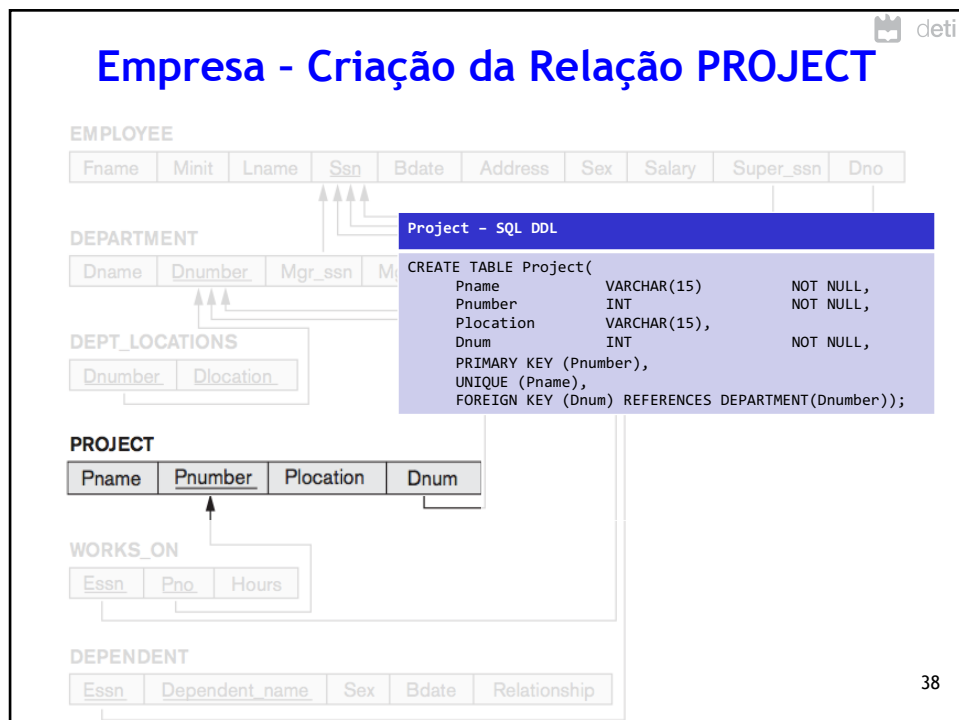 deti
Empresa – Criação da Relação PROJECT
EMPLOYEE
Fname Minit Lname Ssn Bdate Address Sex Salary Super_ssn Dno
DEPARTMENT
Dname Dnumber Mgr_ssn
Project – SQL DDL
CREATE TABLE Project(
Pname VARCHAR(15) NOT NULL,
Pnumber INT NOT NULL,
Plocation VARCHAR(15),
Dnum INT NOT NULL,
PRIMARY KEY (Pnumber),
UNIQUE (Pname),
FOREIGN KEY (Dnum) REFERENCES DEPARTMENT(Dnumber));
DEPT_LOCATIONS
Dnumber Dlocation
PROJECT
Pname Pnumber Plocation Dnum
WORKS_ON
Essn Pno Hours
DEPENDENT
Essn Dependent_name Sex Bdate Relationship
38